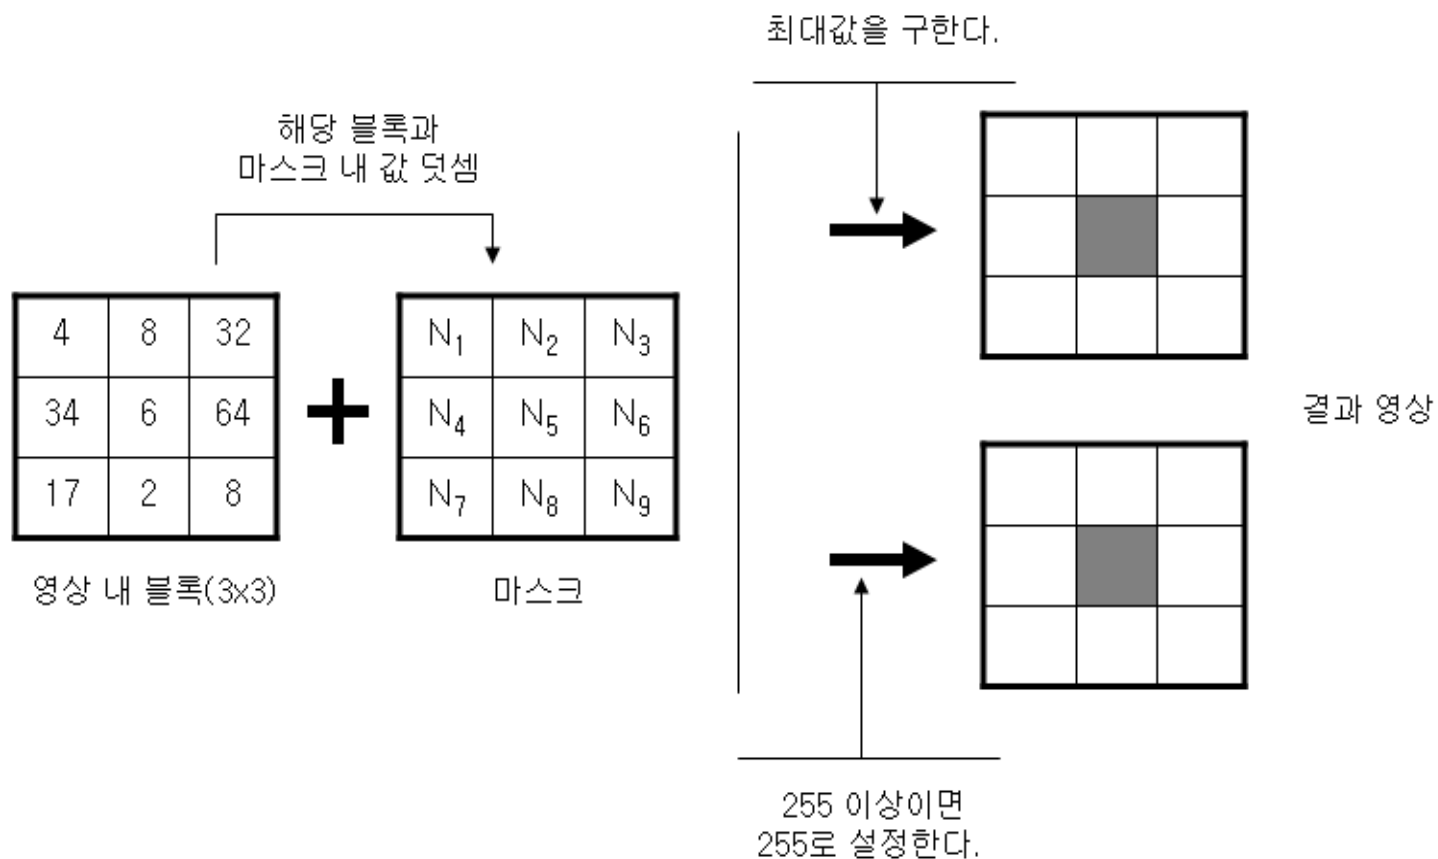 최대값을 구한다.
해당 블록과
마스크 내 값 덧셈
4 8 32
34 6 64
17 2 8
N1 N2 N3
N4 N5 N6
N7 N8 N9
영상 내 블록(3x3)
마스크
결과 영상
255 이상이면
255로 설정한다.